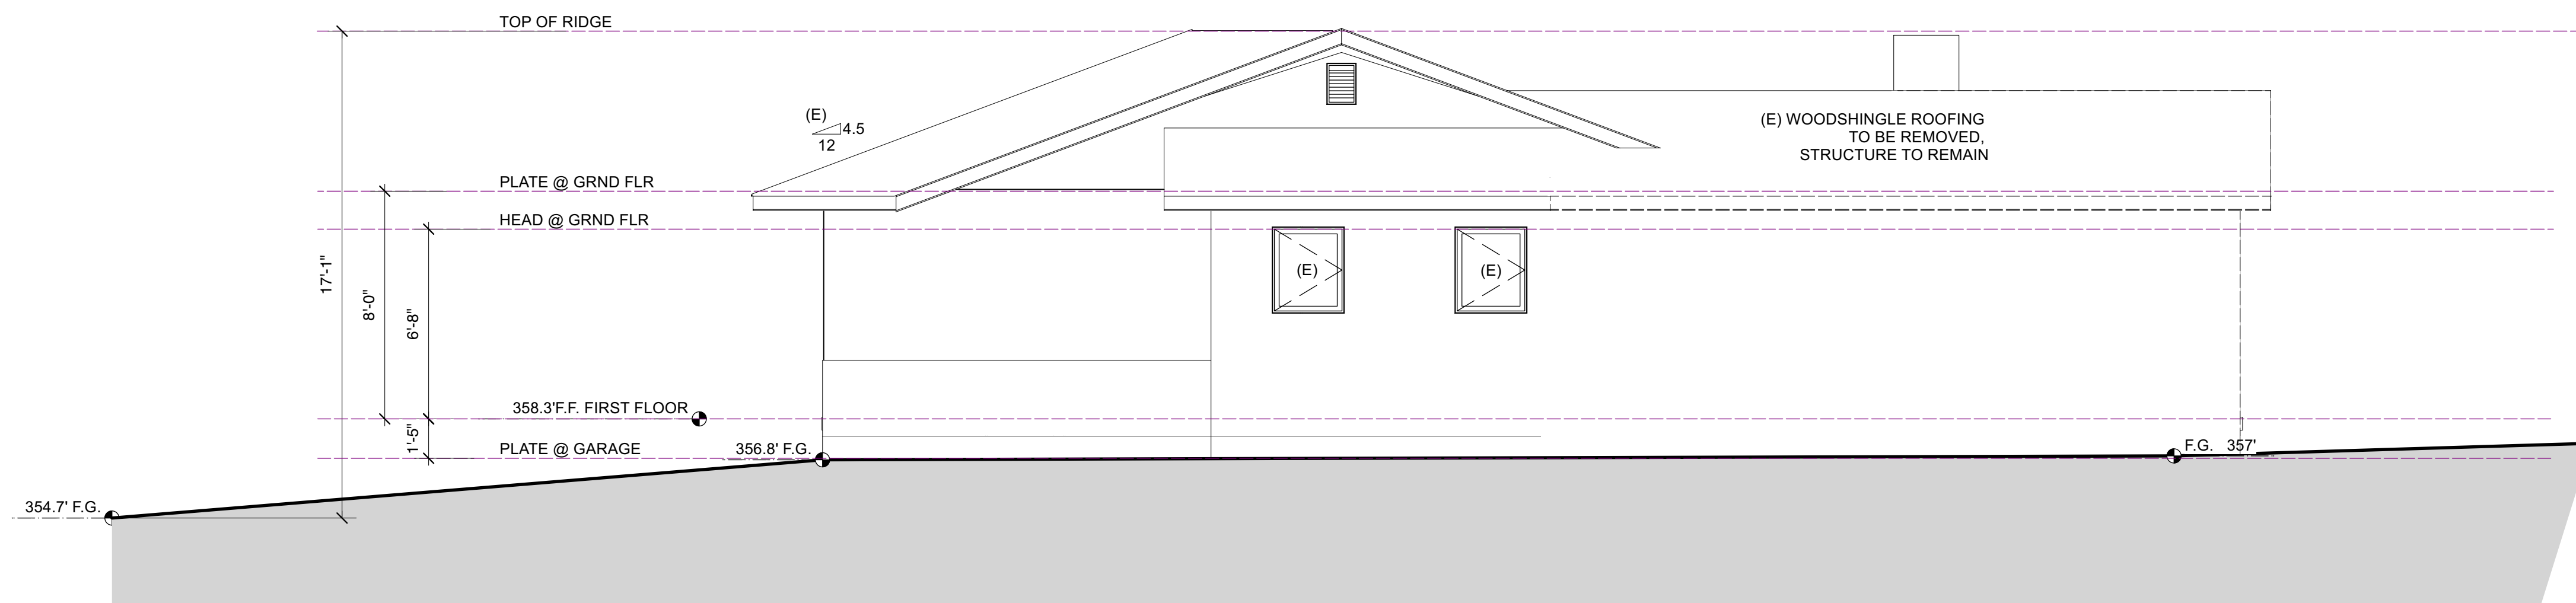 TOP OF RIDGE
(E)
4.5
12
(E) WOODSHINGLE ROOFING
TO BE REMOVED,
STRUCTURE TO REMAIN
PLATE @ GRND FLR
HEAD @ GRND FLR
17'-1"
8'-0"
6'-8"
(E)
(E)
358.3'F.F. FIRST FLOOR
1'-5"
PLATE @ GARAGE
356.8' F.G.
F.G. 357'
354.7' F.G.